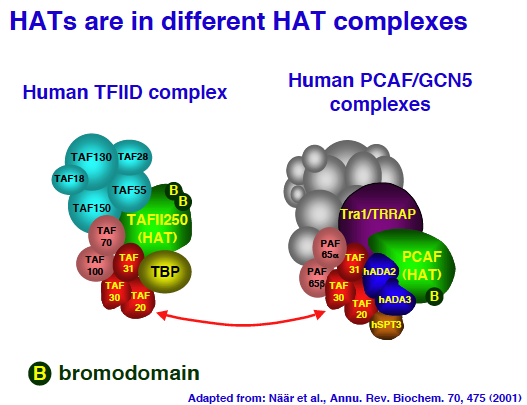 HATs are in different HAT complexes
Human TFIID complex
Human PCAF/GCN5
complexes
TAF130
TAF28
TAF18
TAF55
TAF150
B
B
TAFII250
(HAT)
TAF
70
TAF
100
TAF
31
TBP
TAF
30
TAF
20
Tra1/TRRAP
PAF
65a
PAF
65β
TAF
31
hADA2
PCAF
(HAT)
TAF
30
TAF
20
hADA3
B
hSPT3
B bromodomain
Adapted from: Näär et al., Annu. Rev. Biochem. 70, 475 (2001)